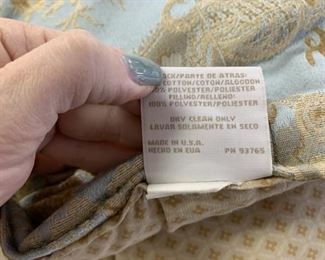 CK/PARTE DE ATRAS:
COTTON/COTON/ALGODON
% POLYESTER/POLIESTER
FILLING/RELLENO:
100% POLYESTER/POLIESTER
DRY CLEAN ONLY
LAVAR SOLAMENTE EN SECO
MADE IN U.S.A.
HECHO EN EUA PN 93765